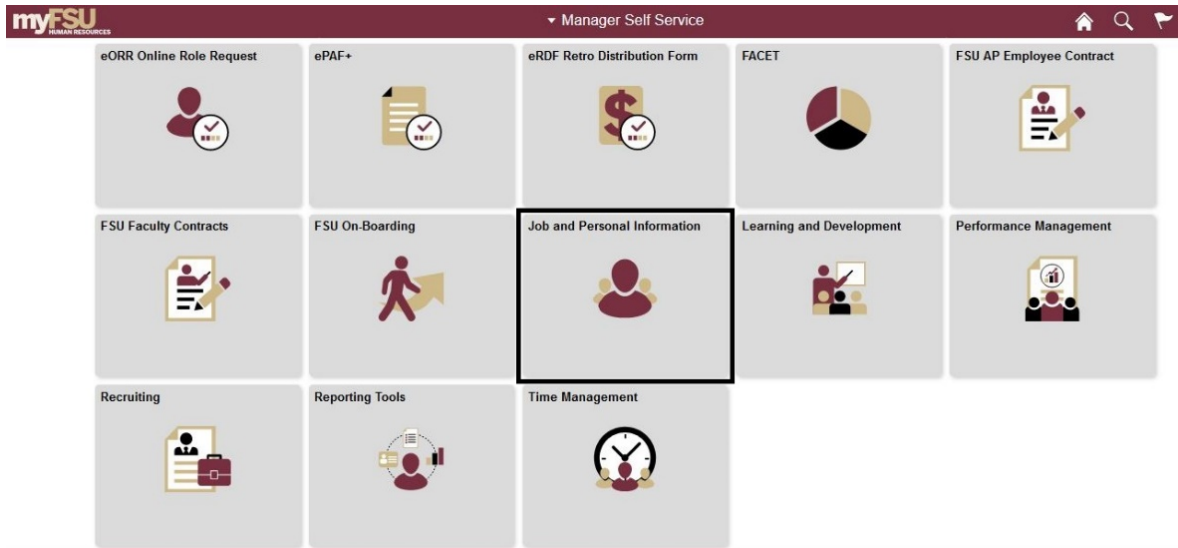 myFSU
HUMAN RESOURCES
Manager Self Service
eORR Online Role Request
ePAF+
eRDF Retro Distribution Form
FACET
FSU AP Employee Contract
FSU Faculty Contracts
FSU On-Boarding
Job and Personal Information
Learning and Development
Performance Management
Recruiting
Reporting Tools
Time Management